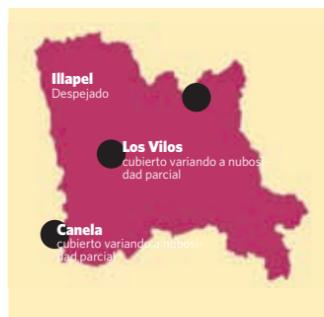 Illapel
Despejado
Los Vilos
cubierto variando a nubosi-
dad parcial
Canela
cubierto variando a nubosi-
dad parcial